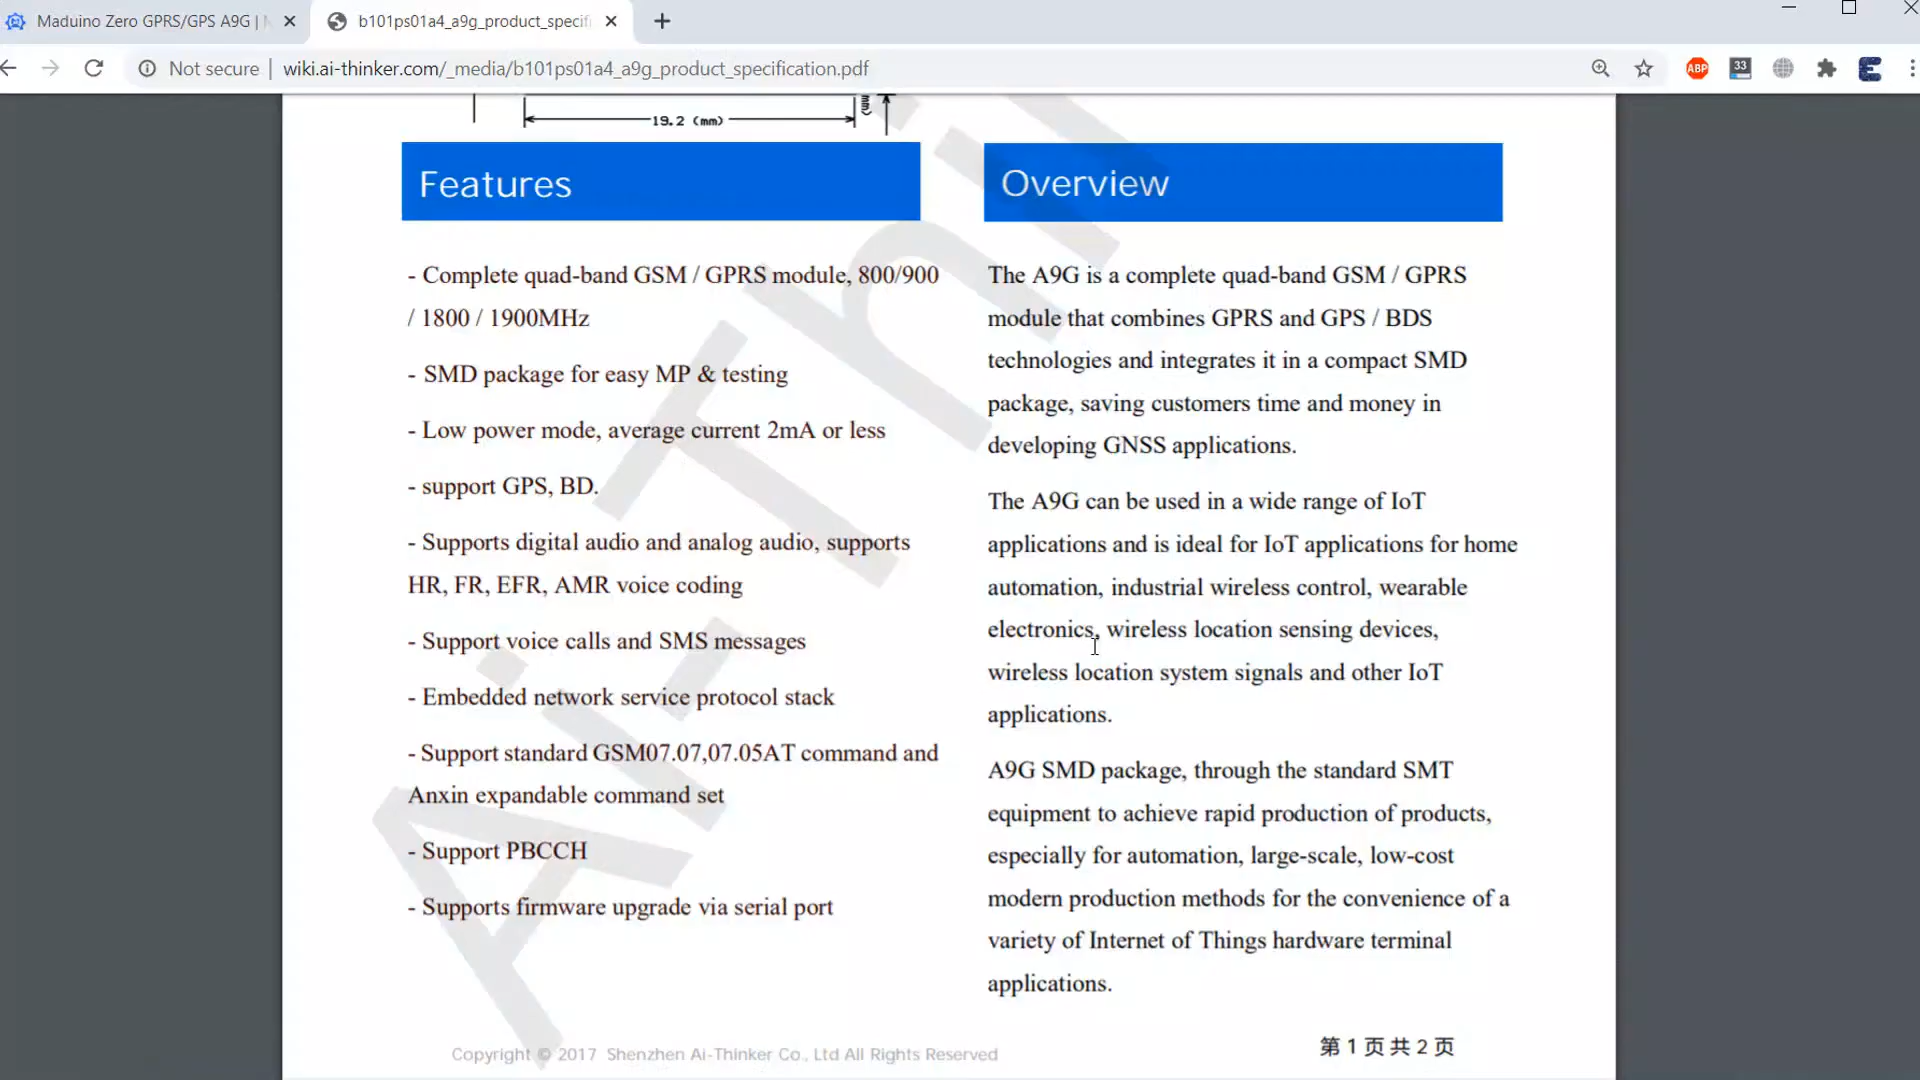 Maduino Zero GPRS/GPS A9G |
b101ps01a4_a9g_product_specifi
Not secure | wiki.ai-thinker.com/_media/b101ps01a4_a9g_product_specification.pdf
ABP
33
19.2 (mm)
Features
- Complete quad-band GSM / GPRS module, 800/900
/ 1800 / 1900MHz
- SMD package for easy MP & testing
- Low power mode, average current 2mA or less
- support GPS, BD.
- Supports digital audio and analog audio, supports
HR, FR, EFR, AMR voice coding
- Support voice calls and SMS messages
- Embedded network service protocol stack
- Support standard GSM07.07,07.05AT command and
Anxin expandable command set
- Support PBCCH
- Supports firmware upgrade via serial port
Overview
The A9G is a complete quad-band GSM / GPRS
module that combines GPRS and GPS / BDS
technologies and integrates it in a compact SMD
package, saving customers time and money in
developing GNSS applications.
The A9G can be used in a wide range of IoT
applications and is ideal for IoT applications for home
automation, industrial wireless control, wearable
electronics, wireless location sensing devices,
wireless location system signals and other IoT
applications.
A9G SMD package, through the standard SMT
equipment to achieve rapid production of products,
especially for automation, large-scale, low-cost
modern production methods for the convenience of a
variety of Internet of Things hardware terminal
applications.
Ai-Thi
Copyright © 2017 Shenzhen Ai-Thinker Co., Ltd All Rights Reserved
第 1 页 共 2 页